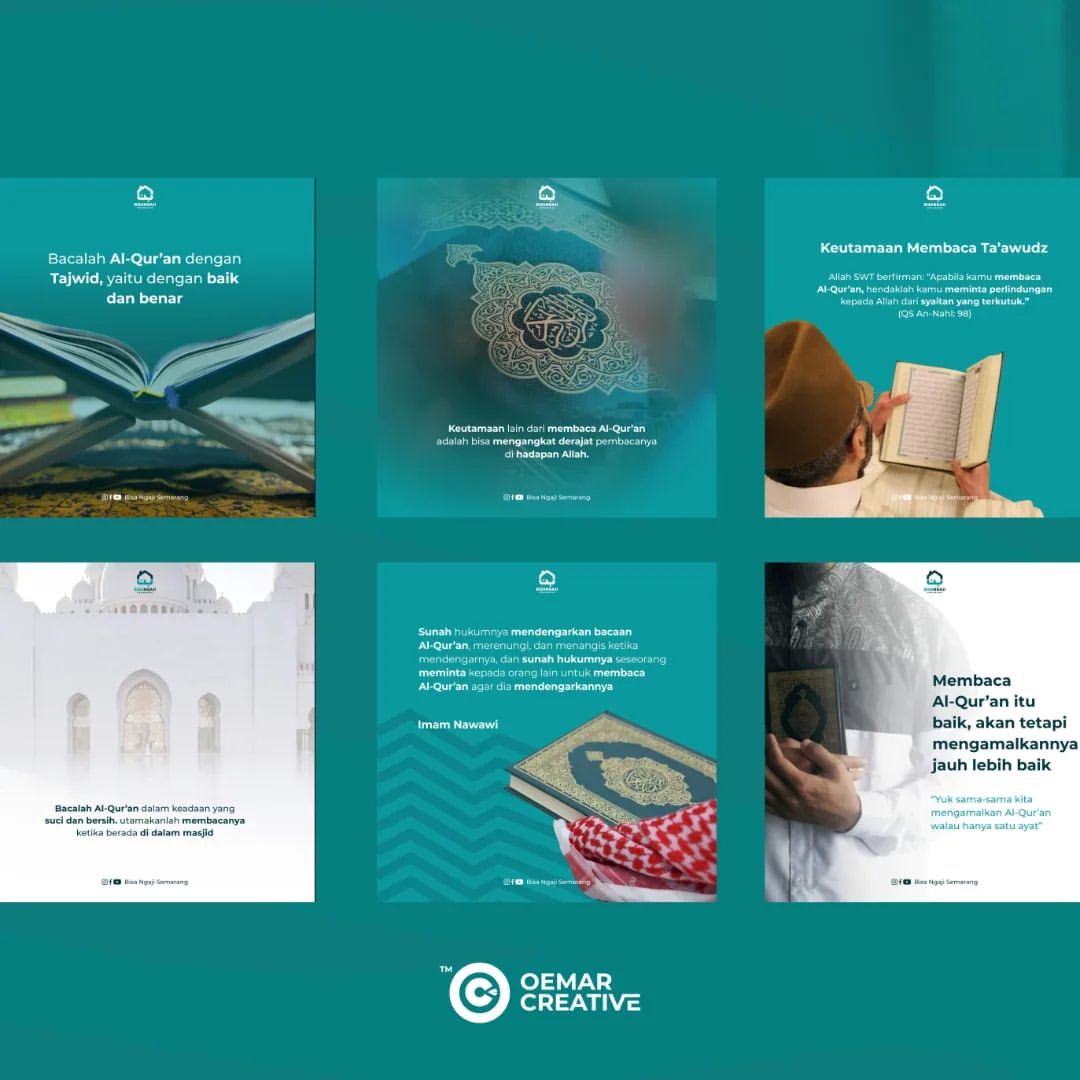 BISANGAJI
Bacalah Al-Qur’an dengan
Tajwid, yaitu dengan baik
dan benar
Bisa Ngaji Semarang
BISANGAJI
Keutamaan lain dari membaca Al-Qur’an
adalah bisa mengangkat derajat pembacanya
di hadapan Allah.
Bisa Ngaji Semarang
BISANGAJI
Keutamaan Membaca Ta’awudz
Allah SWT berfirman: “Apabila kamu membaca
Al-Qur’an, hendaklah kamu meminta perlindungan
kepada Allah dari syaitan yang terkutuk.”
(QS An-Nahl: 98)
Bisa Ngaji Semarang
BISANGAJI
Bacalah Al-Qur’an dalam keadaan yang
suci dan bersih. utamakanlah membacanya
ketika berada di dalam masjid
Bisa Ngaji Semarang
BISANGAJI
Sunah hukumnya mendengarkan bacaan
Al-Qur’an, merenungi, dan menangis ketika
mendengarnya, dan sunah hukumnya seseorang
meminta kepada orang lain untuk membaca
Al-Qur’an agar dia mendengarkannya
Imam Nawawi
Bisa Ngaji Semarang
BISANGAJI
Membaca
Al-Qur’an itu
baik, akan tetapi
mengamalkannya
jauh lebih baik
“Yuk sama-sama kita
mengamalkan Al-Qur’an
walau hanya satu ayat”
Bisa Ngaji Semarang
TM
OEMAR
CREATIVE